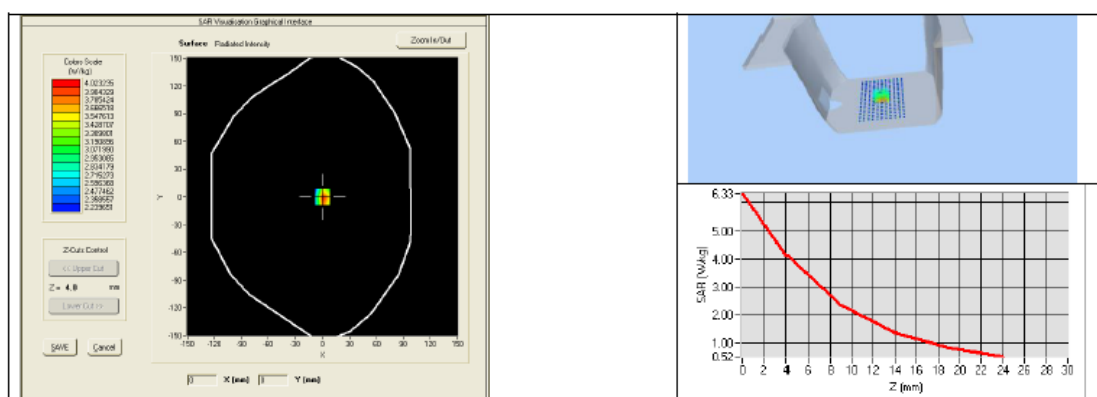 SAR Visualisation Graphical Interface
Surface Radiated Intensity
Zoom In/Out
Colors Scale
(W/kg)
4.023235
3.904329
3.785424
3.666518
3.547613
3.428707
3.309801
3.190896
3.071990
2.953085
2.834179
2.715273
2.596368
2.477462
2.358557
2.239651
150
120
90
60
30
0
-30
-60
-90
-120
-150
Y
-150 -120 -90 -60 -30 0 30 60 90 120 150
X
Z-Cuts Control
<< Upper Cut
Z = 4.0 mm
Lower Cut >>
SAVE Cancel
0 X (mm) 0 Y (mm)
6.33
5.00
4.00
3.00
2.00
1.00
0.52
SAR (W/kg)
0 2 4 6 8 10 12 14 16 18 20 22 24 26 28 30
Z (mm)